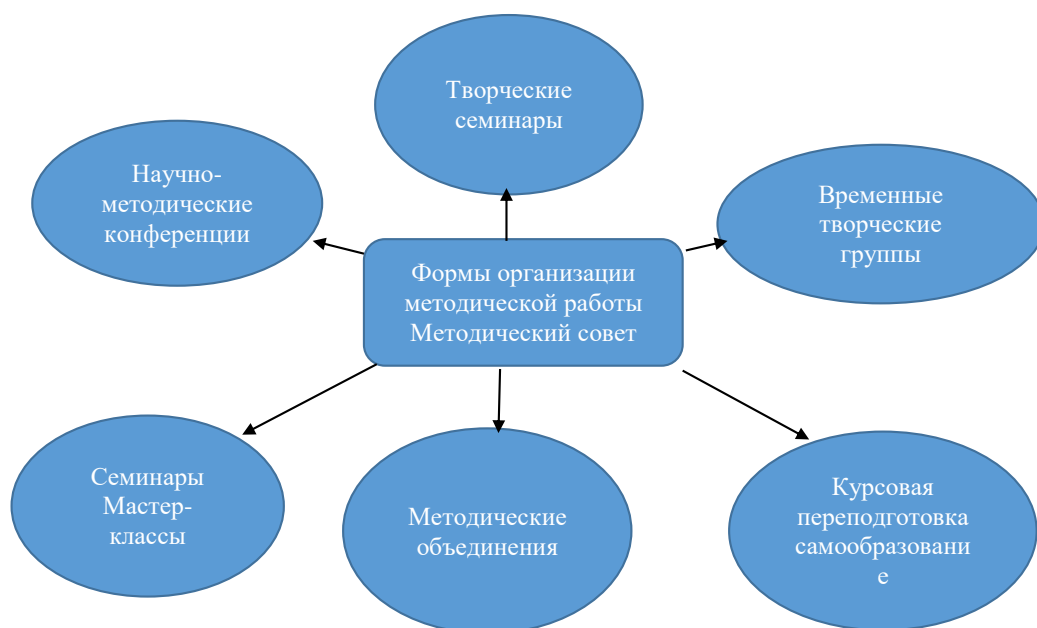 Творческие
семинары
Научно-
методические
конференции
Временные
творческие
группы
Формы организации
методической работы
Методический совет
Семинары
Мастер-
классы
Методические
объединения
Курсовая
переподготовка
самообразовани
е